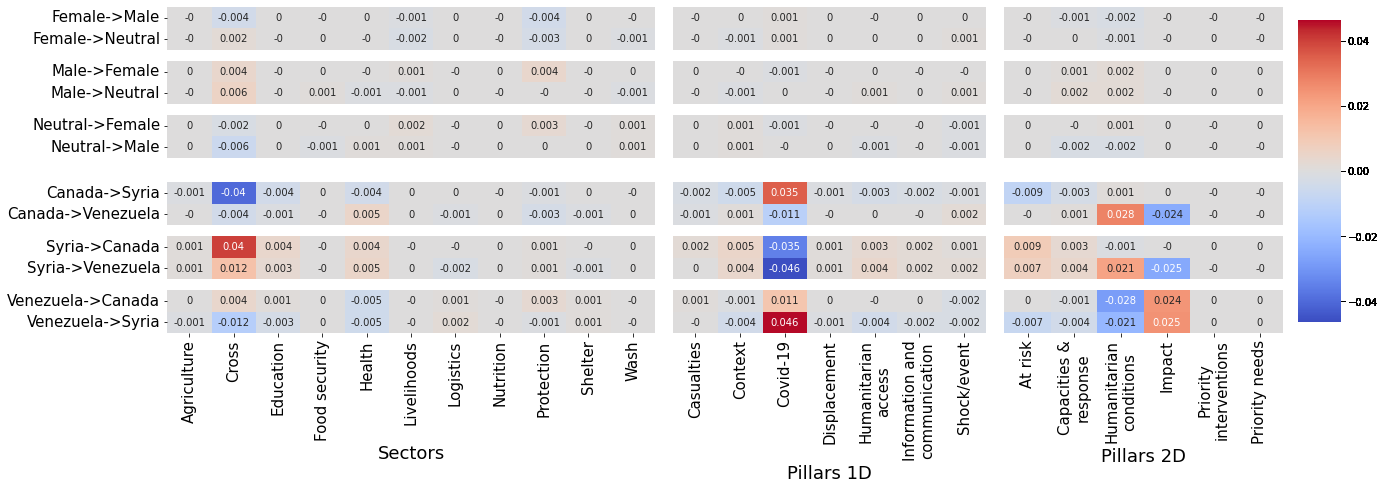 Female->Male -0 -0.004 -0 0 -0 -0.001 -0 0 -0.004 -0 -0 -0 0 0.001 -0 0 0 0 -0 -0.001 -0.002 -0 -0 -0 0.04
Female->Neutral -0 0.002 -0 0 -0 -0.002 -0 0 -0.003 0 -0.001 -0 -0.001 0.001 0 0 0 0.001 -0 0 -0.001 -0 -0 -0
Male->Female 0 0.004 -0 -0 -0 0.001 -0 0 0.004 -0 0 0 -0 -0.001 0 0 -0 -0 0 0.001 0.002 0 0 0
Male->Neutral -0 0.006 -0 0.001 -0.001 -0.001 0 -0 -0 -0 -0.001 -0 -0.001 0 -0 0.001 0 0.001 -0 0.002 0.002 -0 0 0
0.02
Neutral->Female 0 -0.002 0 -0 0 0.002 0 0 0.003 -0 0.001 0 0.001 -0.001 -0 -0 -0 -0.001 0 -0 0.001 0 0 0
Neutral->Male 0 -0.006 0 -0.001 0.001 0.001 -0 0 0 0 0.001 0 0.001 -0 0 -0.001 -0 -0.001 0 -0.002 -0.002 0 0 0
0.00
Canada->Syria -0.001 -0.04 -0.004 0 -0.004 0 0 0 -0.001 -0 0 -0.002 -0.005 0.035 -0.001 -0.003 -0.002 -0.001 -0.009 -0.003 0.001 0 -0 -0
Canada->Venezuela -0 -0.004 -0.001 -0 0.005 0 -0.001 0 -0.003 -0.001 0 -0.001 0.001 -0.011 -0 0 -0 0.002 -0 0.001 0.028 -0.024 -0 -0
-0.02
Syria->Canada 0.001 0.04 0.004 -0 0.004 -0 -0 0 0.001 -0 0 0.002 0.005 -0.035 0.001 0.003 0.002 0.001 0.009 0.003 -0.001 -0 0 0
Syria->Venezuela 0.001 0.012 0.003 -0 0.005 0 -0.002 0 0.001 -0.001 0 0 0.004 -0.046 0.001 0.004 0.002 0.002 0.007 0.004 0.021 -0.025 -0 -0
Venezuela->Canada 0 0.004 0.001 0 -0.005 -0 0.001 -0 0.003 0.001 -0 0.001 -0.001 0.011 0 -0 0 -0.002 0 -0.001 -0.028 0.024 0 0
-0.04
Venezuela->Syria -0.001 -0.012 -0.003 0 -0.005 -0 0.002 -0 -0.001 0.001 -0 -0 -0.004 0.046 -0.001 -0.004 -0.002 -0.002 -0.007 -0.004 -0.021 0.025 0 0
Agriculture
Cross
Education
Food security
Health
Livelihoods
Logistics
Nutrition
Protection
Shelter
Wash
Sectors
Casualties
Context
Covid-19
Displacement
Humanitarian
access
Information and
communication
Shock/event
Pillars 1D
At risk
Capacities &
response
Humanitarian
conditions
Impact
Priority
interventions
Priority needs
Pillars 2D